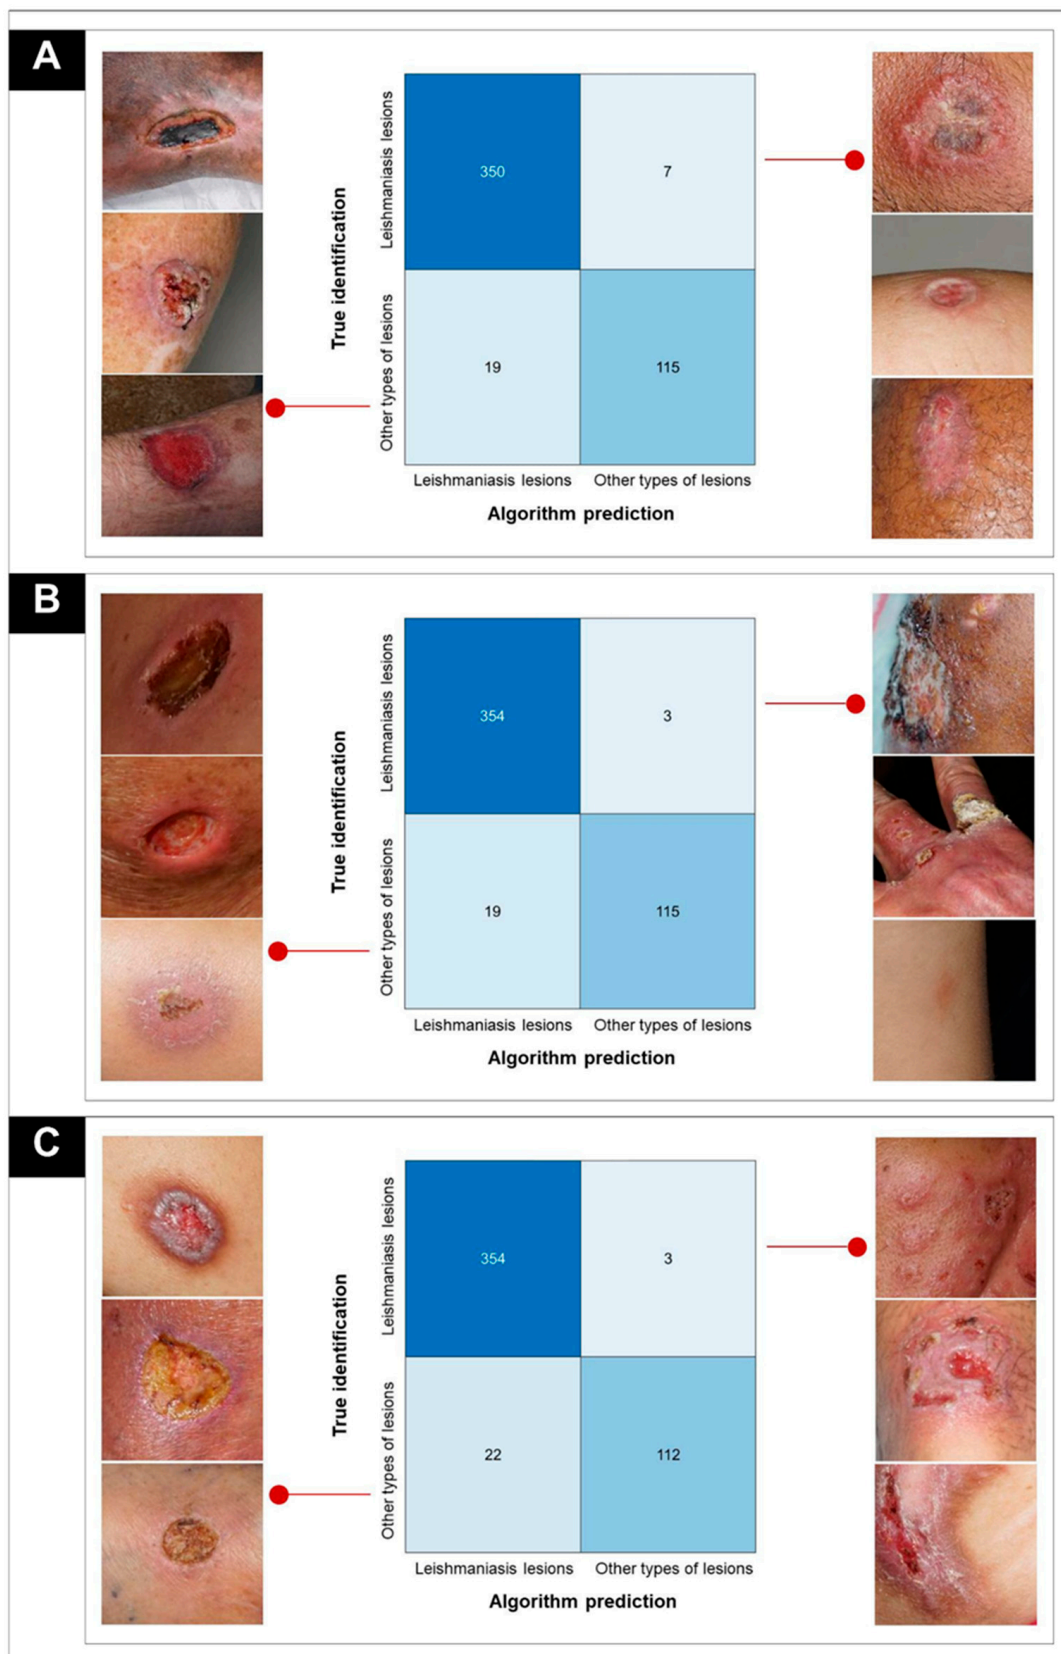 A
True identification
Leishmaniasis lesions
Other types of lesions
350
7
19
115
Leishmaniasis lesions
Other types of lesions
Algorithm prediction
B
True identification
Leishmaniasis lesions
Other types of lesions
354
3
19
115
Leishmaniasis lesions
Other types of lesions
Algorithm prediction
C
True identification
Leishmaniasis lesions
Other types of lesions
354
3
22
112
Leishmaniasis lesions
Other types of lesions
Algorithm prediction